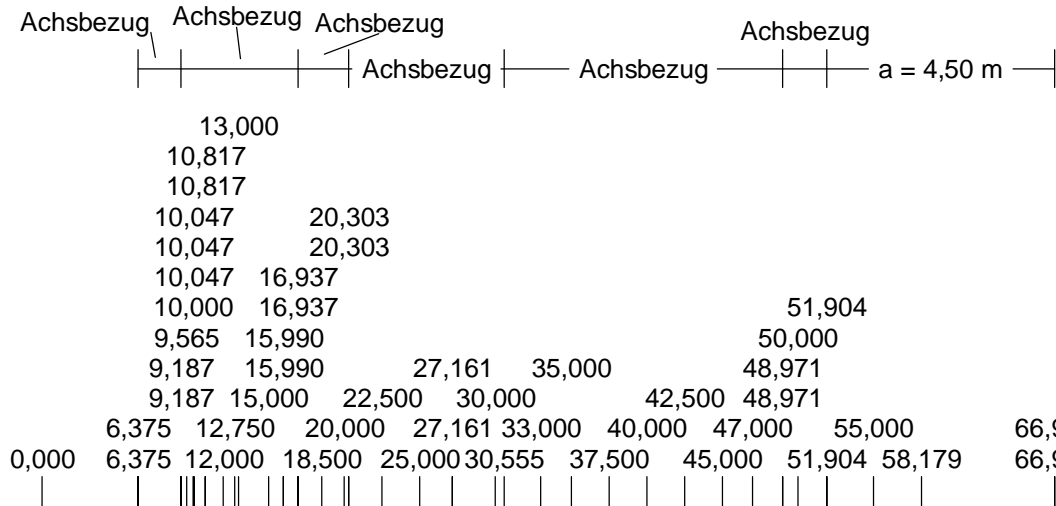 Achsbezug Achsbezug Achsbezug Achsbezug
Achsbezug Achsbezug a = 4,50 m
13,000
10,817
10,817
10,047 20,303
10,047 20,303
10,047 16,937
10,000 16,937 51,904
9,565 15,990 50,000
9,187 15,990 27,161 35,000 48,971
9,187 15,000 22,500 30,000 42,500 48,971
6,375 12,750 20,000 27,161 33,000 40,000 47,000 55,000 66,9
0,000 6,375 12,000 18,500 25,000 30,555 37,500 45,000 51,904 58,179 66,9